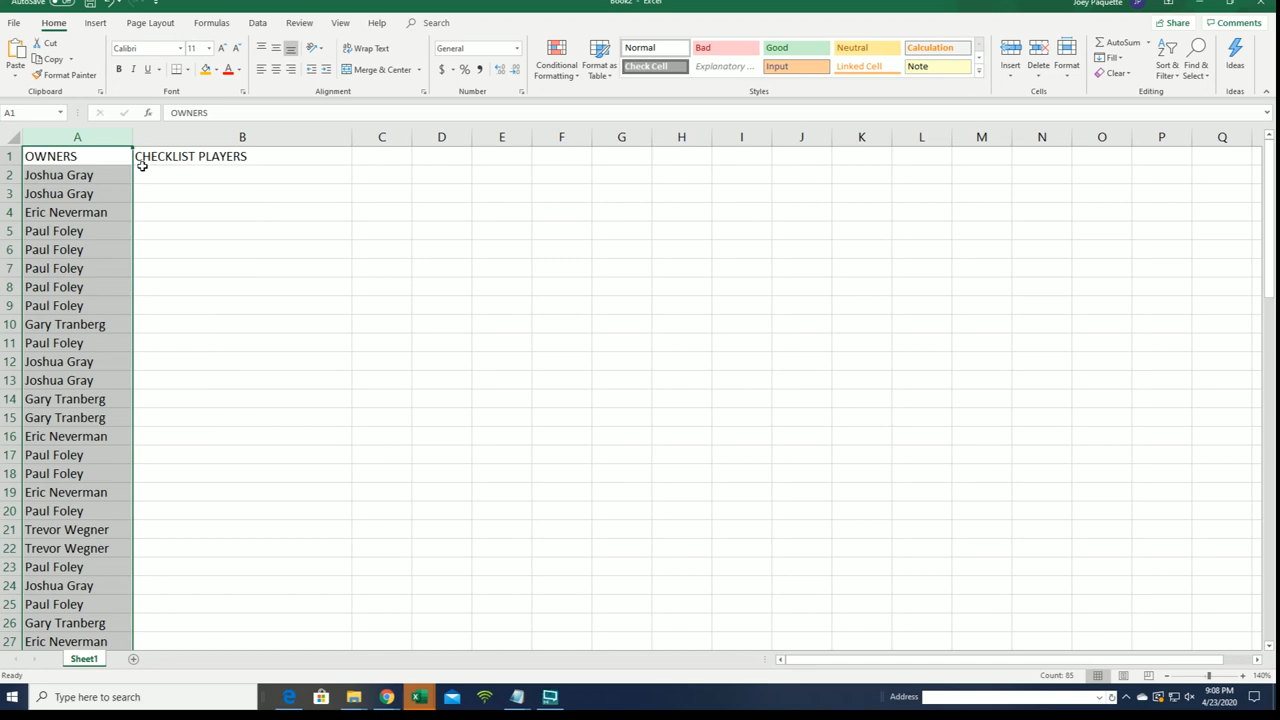 AutoSave Off Book2 - Excel Joey Paquette JP
File Home Insert Page Layout Formulas Data Review View Help Search Share Comments
Paste Cut Copy Format Painter Clipboard
Calibri 11 B I U A Font
Wrap Text Merge & Center Alignment
General $ % , Number
Conditional Formatting Format as Table
Normal Bad Good Neutral Calculation
Check Cell Explanatory ... Input Linked Cell Note
Styles
Insert Delete Format Cells
AutoSum Fill Clear Sort & Filter Find & Select Editing
Ideas Ideas
A1 fx OWNERS
A B C D E F G H I J K L M N O P Q
1 OWNERS CHECKLIST PLAYERS
2 Joshua Gray
3 Joshua Gray
4 Eric Neverman
5 Paul Foley
6 Paul Foley
7 Paul Foley
8 Paul Foley
9 Paul Foley
10 Gary Tranberg
11 Paul Foley
12 Joshua Gray
13 Joshua Gray
14 Gary Tranberg
15 Gary Tranberg
16 Eric Neverman
17 Paul Foley
18 Paul Foley
19 Eric Neverman
20 Paul Foley
21 Trevor Wegner
22 Trevor Wegner
23 Paul Foley
24 Joshua Gray
25 Paul Foley
26 Gary Tranberg
27 Eric Neverman
Sheet1
Ready Count: 85 140%
Type here to search Address 9:08 PM
4/23/2020